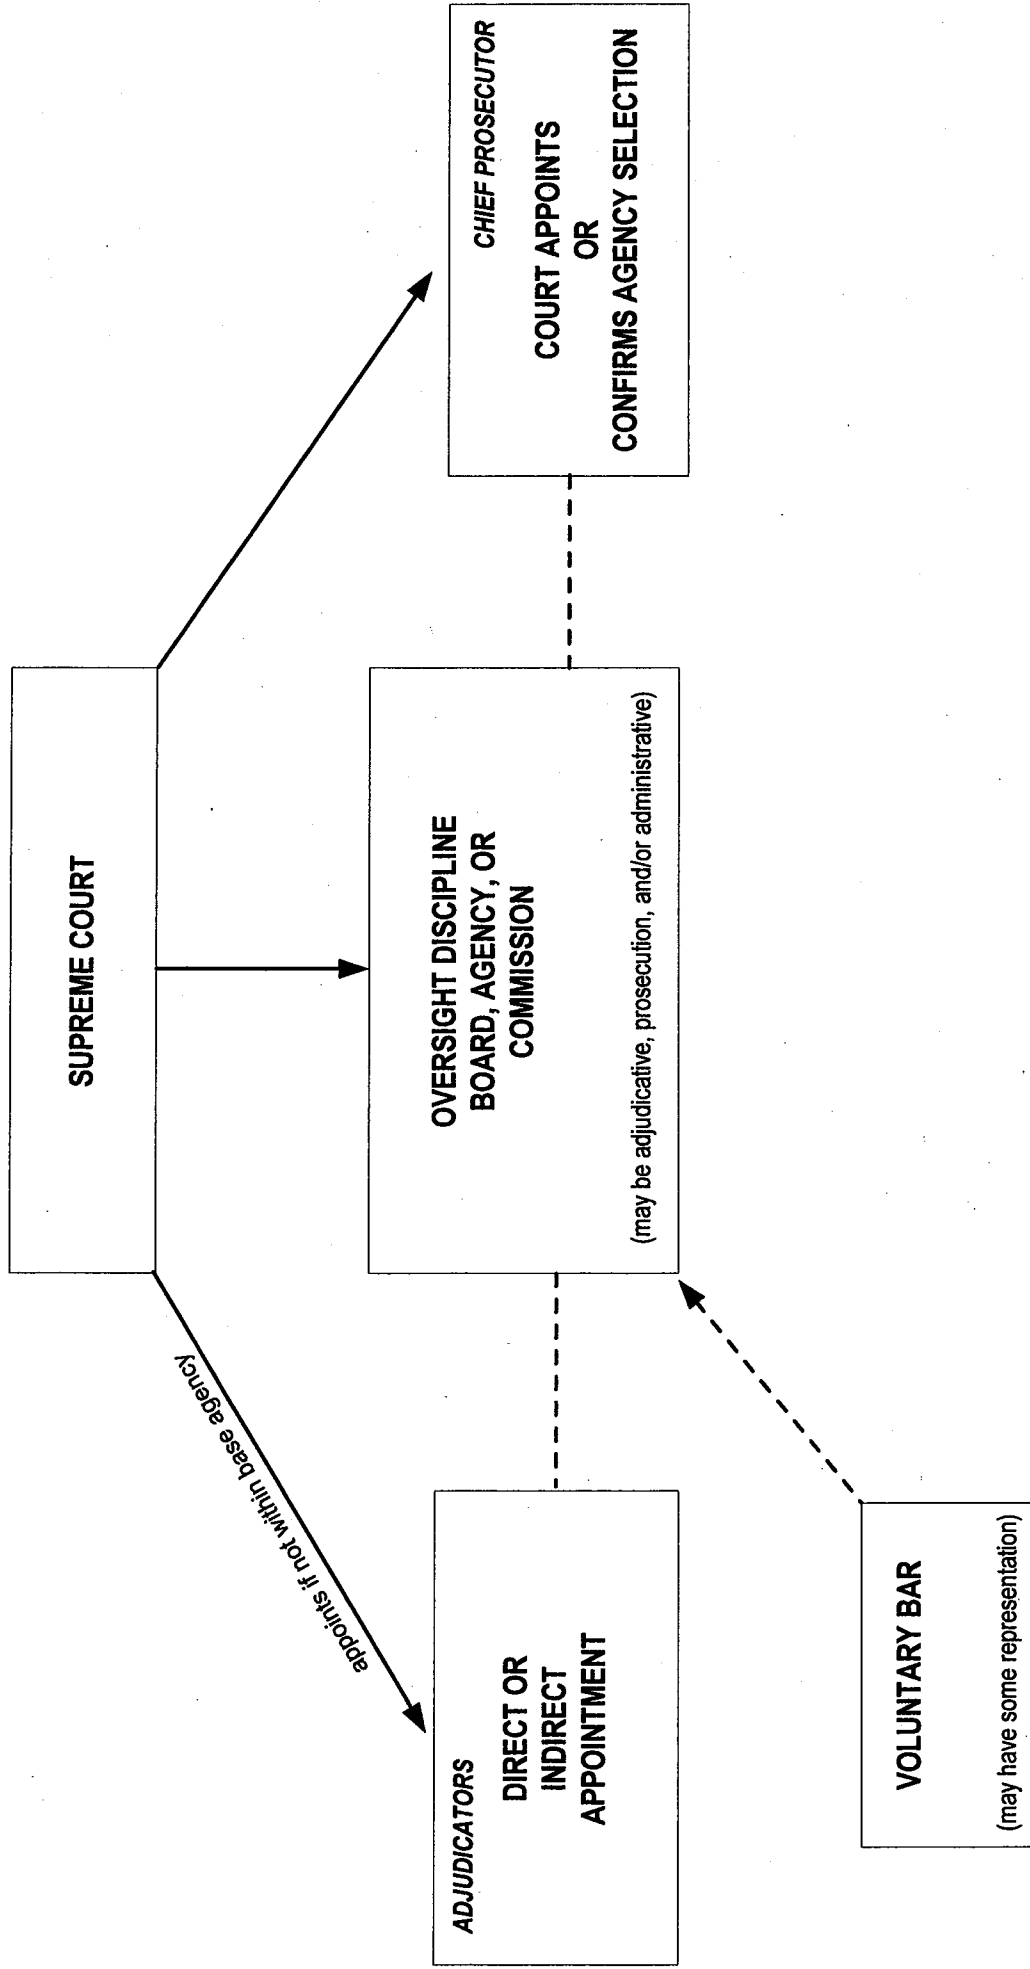 SUPREME COURT
appoints if not within base agency
ADJUDICATORS
DIRECT OR
INDIRECT
APPOINTMENT
OVERSIGHT DISCIPLINE
BOARD, AGENCY, OR
COMMISSION
(may be adjudicative, prosecution, and/or administrative)
CHIEF PROSECUTOR
COURT APPOINTS
OR
CONFIRMS AGENCY SELECTION
VOLUNTARY BAR
(may have some representation)